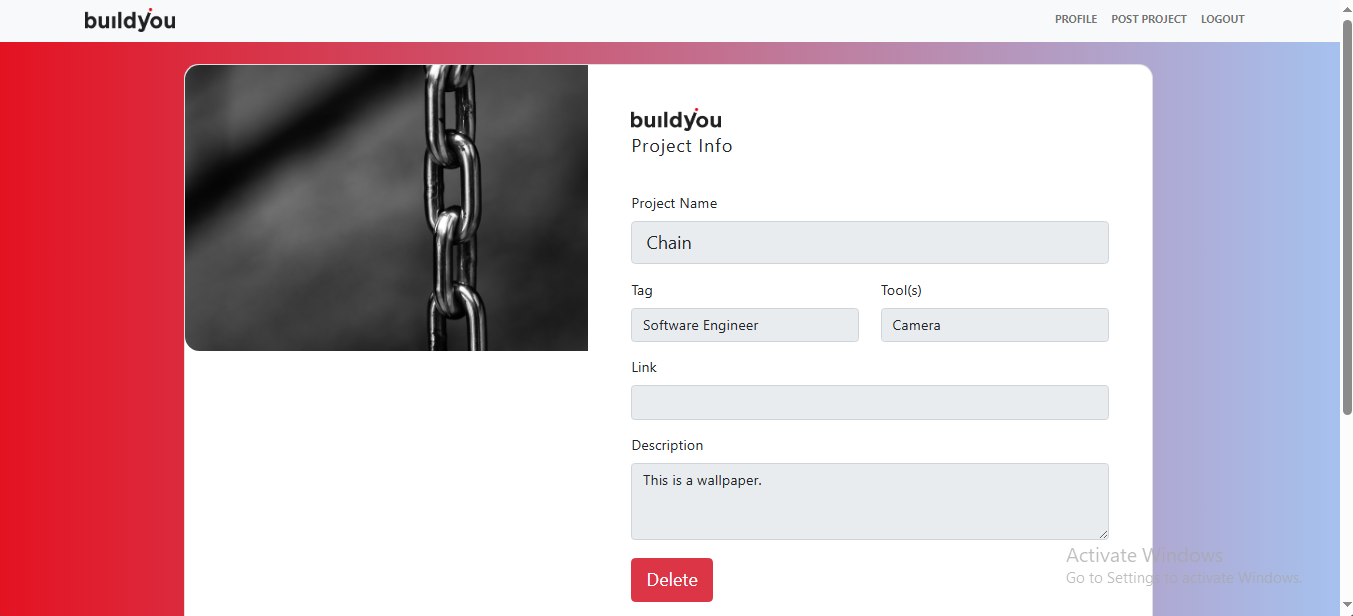 buildyou
PROFILE POST PROJECT LOGOUT
buildyou
Project Info
Project Name
Chain
Tag Tool(s)
Software Engineer Camera
Link
Description
This is a wallpaper.
Delete
Activate Windows
Go to Settings to activate Windows.